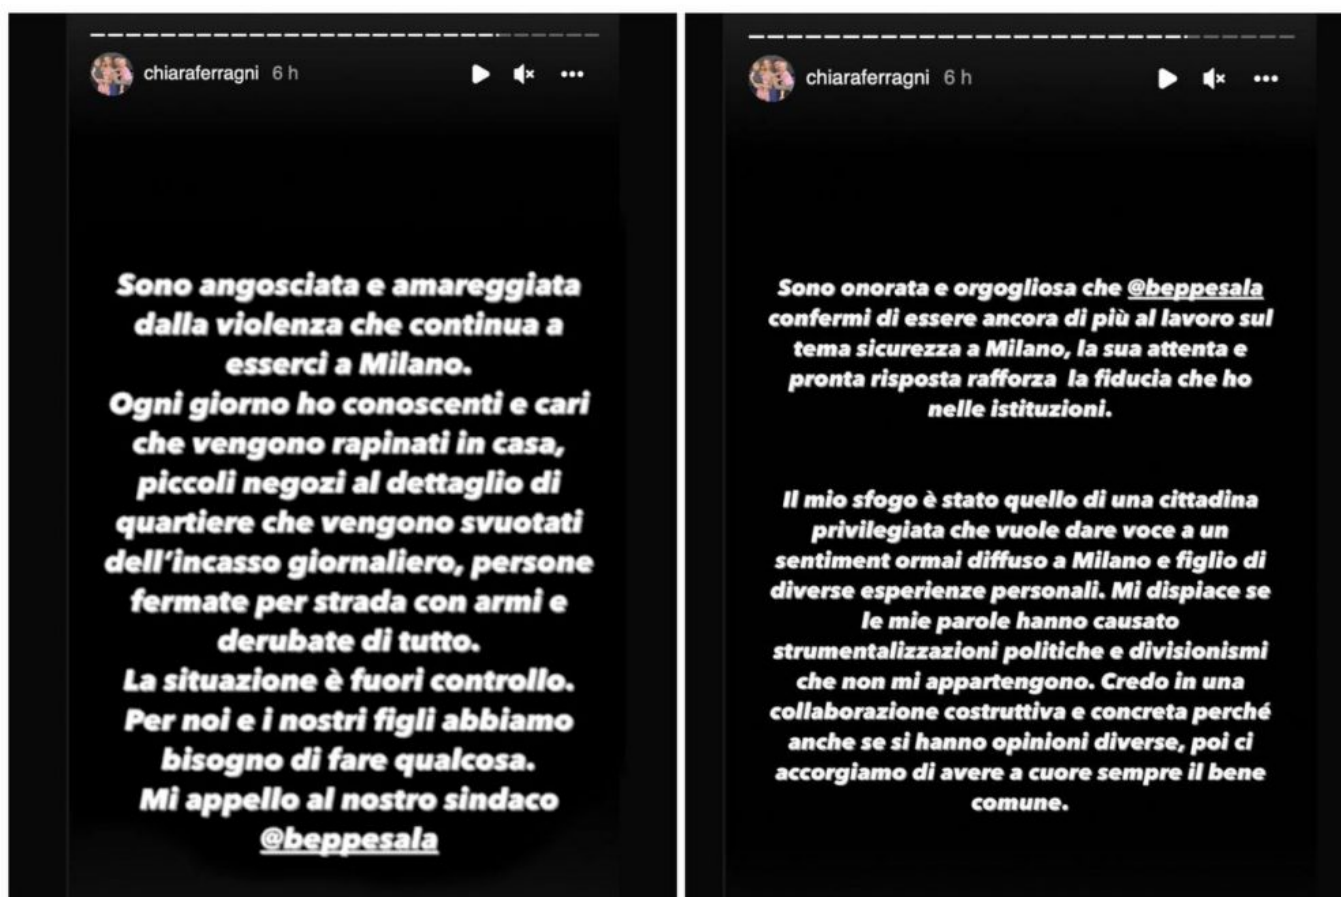 chiaraferragni 6 h
Sono angosciata e amareggiata
dalla violenza che continua a
esserci a Milano.
Ogni giorno ho conoscenti e cari
che vengono rapinati in casa,
piccoli negozi al dettaglio di
quartiere che vengono svuotati
dell’incasso giornaliero, persone
fermate per strada con armi e
derubate di tutto.
La situazione è fuori controllo.
Per noi e i nostri figli abbiamo
bisogno di fare qualcosa.
Mi appello al nostro sindaco
@beppesala
chiaraferragni 6 h
Sono onorata e orgogliosa che @beppesala
confermi di essere ancora di più al lavoro sul
tema sicurezza a Milano, la sua attenta e
pronta risposta rafforza la fiducia che ho
nelle istituzioni.
Il mio sfogo è stato quello di una cittadina
privilegiata che vuole dare voce a un
sentiment ormai diffuso a Milano e figlio di
diverse esperienze personali. Mi dispiace se
le mie parole hanno causato
strumentalizzazioni politiche e divisionismi
che non mi appartengono. Credo in una
collaborazione costruttiva e concreta perché
anche se si hanno opinioni diverse, poi ci
accorgiamo di avere a cuore sempre il bene
comune.